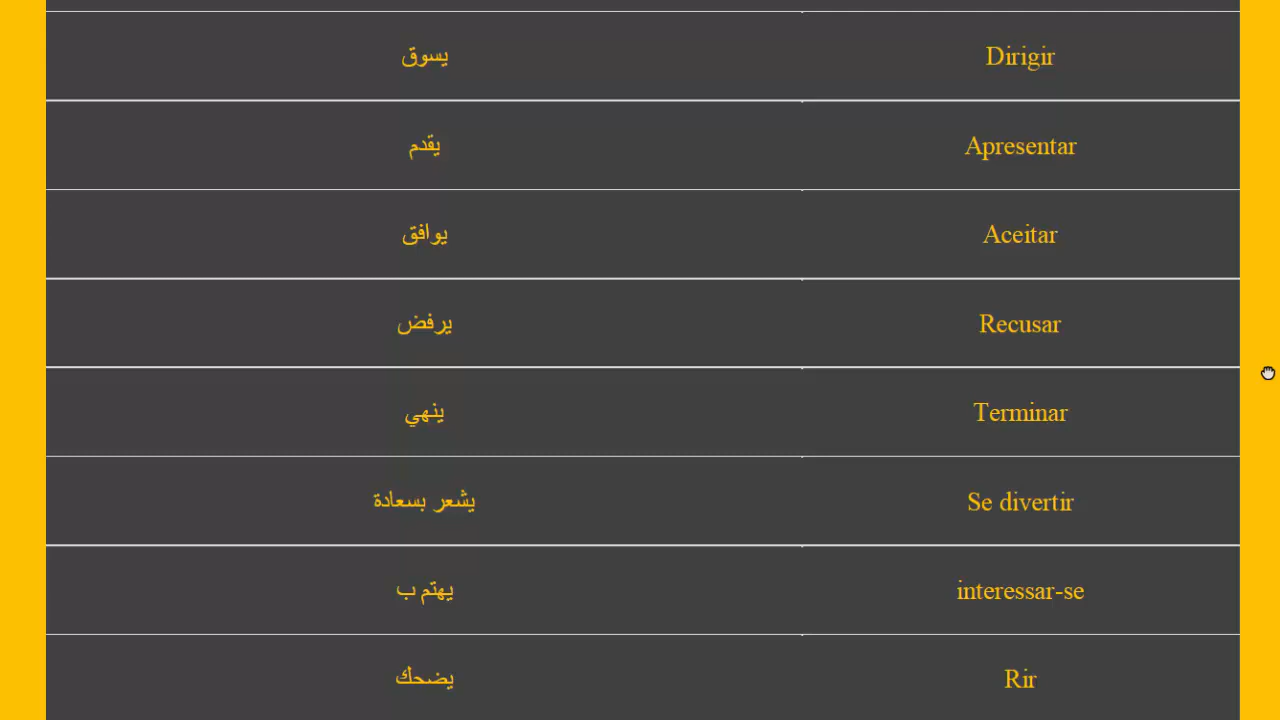 يسوق Dirigir
يقدم Apresentar
يوافق Aceitar
يرفض Recusar
ينهي Terminar
يشعر بسعادة Se divertir
يهتم ب interessar-se
يضحك Rir